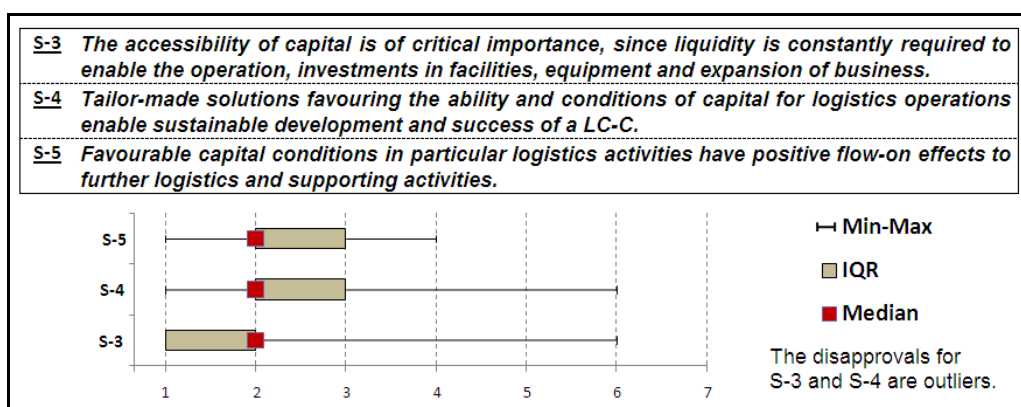 S-3 The accessibility of capital is of critical importance, since liquidity is constantly required to
enable the operation, investments in facilities, equipment and expansion of business.
S-4 Tailor-made solutions favouring the ability and conditions of capital for logistics operations
enable sustainable development and success of a LC-C.
S-5 Favourable capital conditions in particular logistics activities have positive flow-on effects to
further logistics and supporting activities.
S-5
S-4
S-3
1 2 3 4 5 6 7
Min-Max
IQR
Median
The disapprovals for
S-3 and S-4 are outliers.